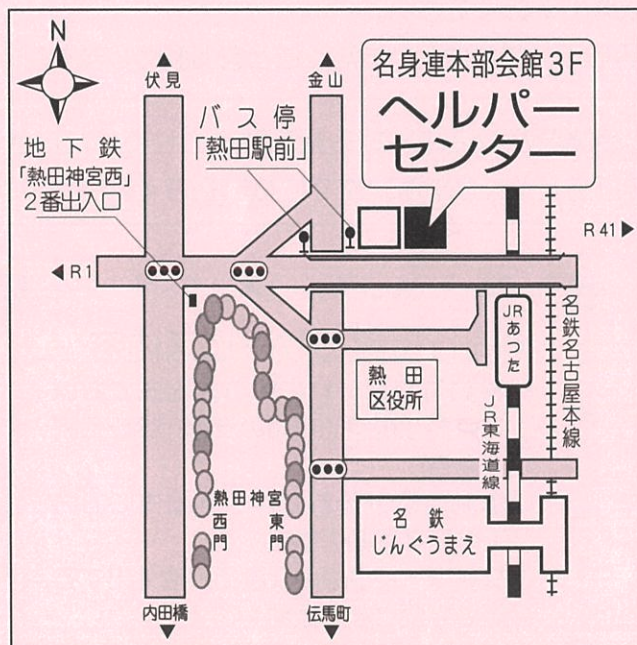 N
伏見
金山
名身連本部会館3F
ヘルパー
センター
バス停
「熱田駅前」
地下鉄
「熱田神宮西」
2番出入口
R41
R1
JRあつた
名鉄名古屋本線
熱田
区役所
JR東海道線
熱田神宮
西門
東門
名鉄
じんぐうまえ
内田橋
伝馬町